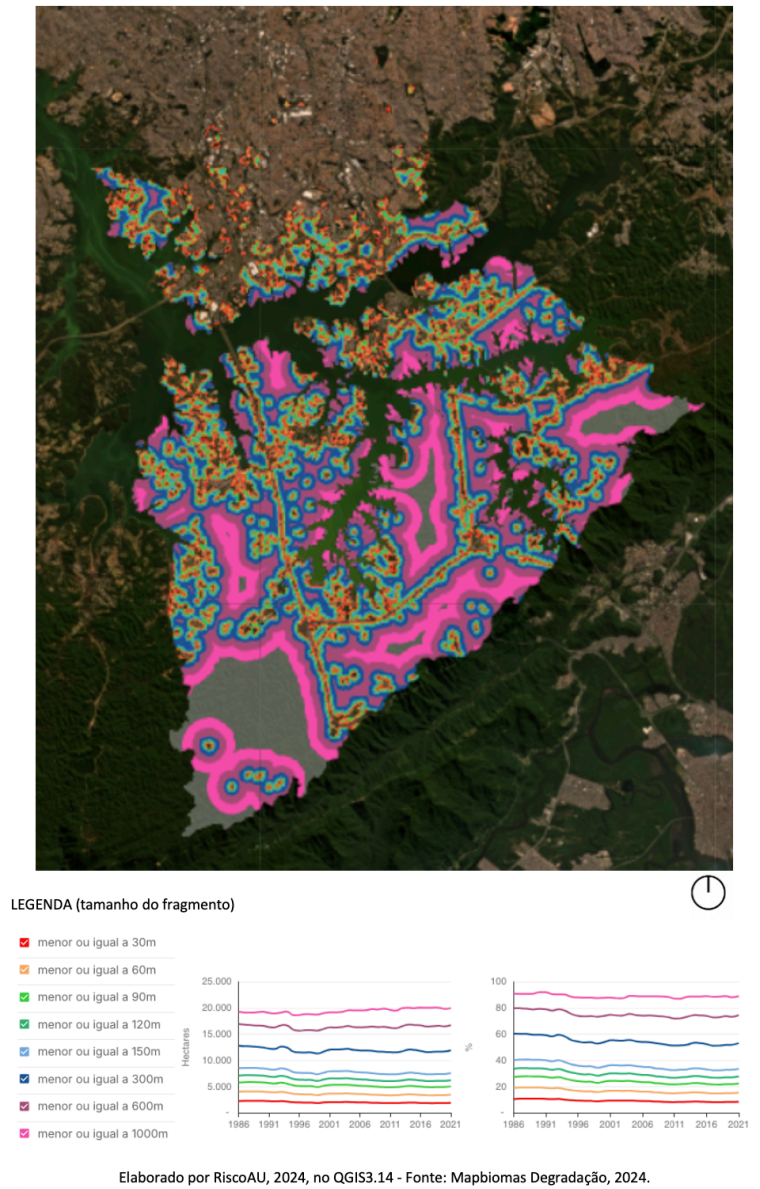 LEGENDA (tamanho do fragmento)
menor ou igual a 30m
menor ou igual a 60m
menor ou igual a 90m
menor ou igual a 120m
menor ou igual a 150m
menor ou igual a 300m
menor ou igual a 600m
menor ou igual a 1000m
Hectares
25.000
20.000
15.000
10.000
5.000
-
1986 1991 1996 2001 2006 2011 2016 2021
%
100
80
60
40
20
-
1986 1991 1996 2001 2006 2011 2016 2021
Elaborado por RiscoAU, 2024, no QGIS3.14 - Fonte: Mapbiomas Degradação, 2024.